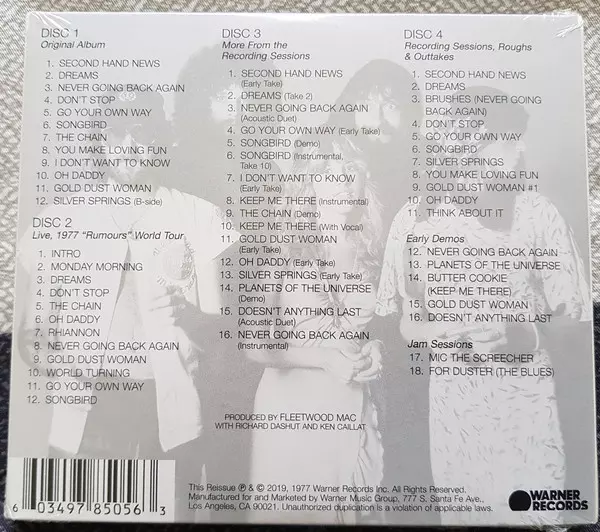 DISC 1
Original Album
1. SECOND HAND NEWS
2. DREAMS
3. NEVER GOING BACK AGAIN
4. DON'T STOP
5. GO YOUR OWN WAY
6. SONGBIRD
7. THE CHAIN
8. YOU MAKE LOVING FUN
9. I DON'T WANT TO KNOW
10. OH DADDY
11. GOLD DUST WOMAN
12. SILVER SPRINGS (B-side)
DISC 2
Live, 1977 "Rumours" World Tour
1. INTRO
2. MONDAY MORNING
3. DREAMS
4. DON'T STOP
5. THE CHAIN
6. OH DADDY
7. RHIANNON
8. NEVER GOING BACK AGAIN
9. GOLD DUST WOMAN
10. WORLD TURNING
11. GO YOUR OWN WAY
12. SONGBIRD
DISC 3
More From the
Recording Sessions
1. SECOND HAND NEWS
(Early Take)
2. DREAMS (Take 2)
3. NEVER GOING BACK AGAIN
(Acoustic Duet)
4. GO YOUR OWN WAY (Early Take)
5. SONGBIRD (Demo)
6. SONGBIRD (Instrumental,
Take 10)
7. I DON'T WANT TO KNOW
(Early Take)
8. KEEP ME THERE (Instrumental)
9. THE CHAIN (Demo)
10. KEEP ME THERE (With Vocal)
11. GOLD DUST WOMAN
(Early Take)
12. OH DADDY (Early Take)
13. SILVER SPRINGS (Early Take)
14. PLANETS OF THE UNIVERSE
(Demo)
15. DOESN'T ANYTHING LAST
(Acoustic Duet)
16. NEVER GOING BACK AGAIN
(Instrumental)
DISC 4
Recording Sessions, Roughs
& Outtakes
1. SECOND HAND NEWS
2. DREAMS
3. BRUSHES (NEVER GOING
BACK AGAIN)
4. DON'T STOP
5. GO YOUR OWN WAY
6. SONGBIRD
7. SILVER SPRINGS
8. YOU MAKE LOVING FUN
9. GOLD DUST WOMAN #1
10. OH DADDY
11. THINK ABOUT IT
Early Demos
12. NEVER GOING BACK AGAIN
13. PLANETS OF THE UNIVERSE
14. BUTTER COOKIE
(KEEP ME THERE)
15. GOLD DUST WOMAN
16. DOESN'T ANYTHING LAST
Jam Sessions
17. MIC THE SCREECHER
18. FOR DUSTER (THE BLUES)
PRODUCED BY FLEETWOOD MAC
WITH RICHARD DASHUT AND KEN CAILLAT
6 03497 85056 3
This Reissue ℗ & © 2019, 1977 Warner Records Inc. All Rights Reserved.
Manufactured for and Marketed by Warner Music Group, 777 S. Santa Fe Ave.,
Los Angeles, CA 90021. Unauthorized duplication is a violation of applicable laws.
WARNER
RECORDS